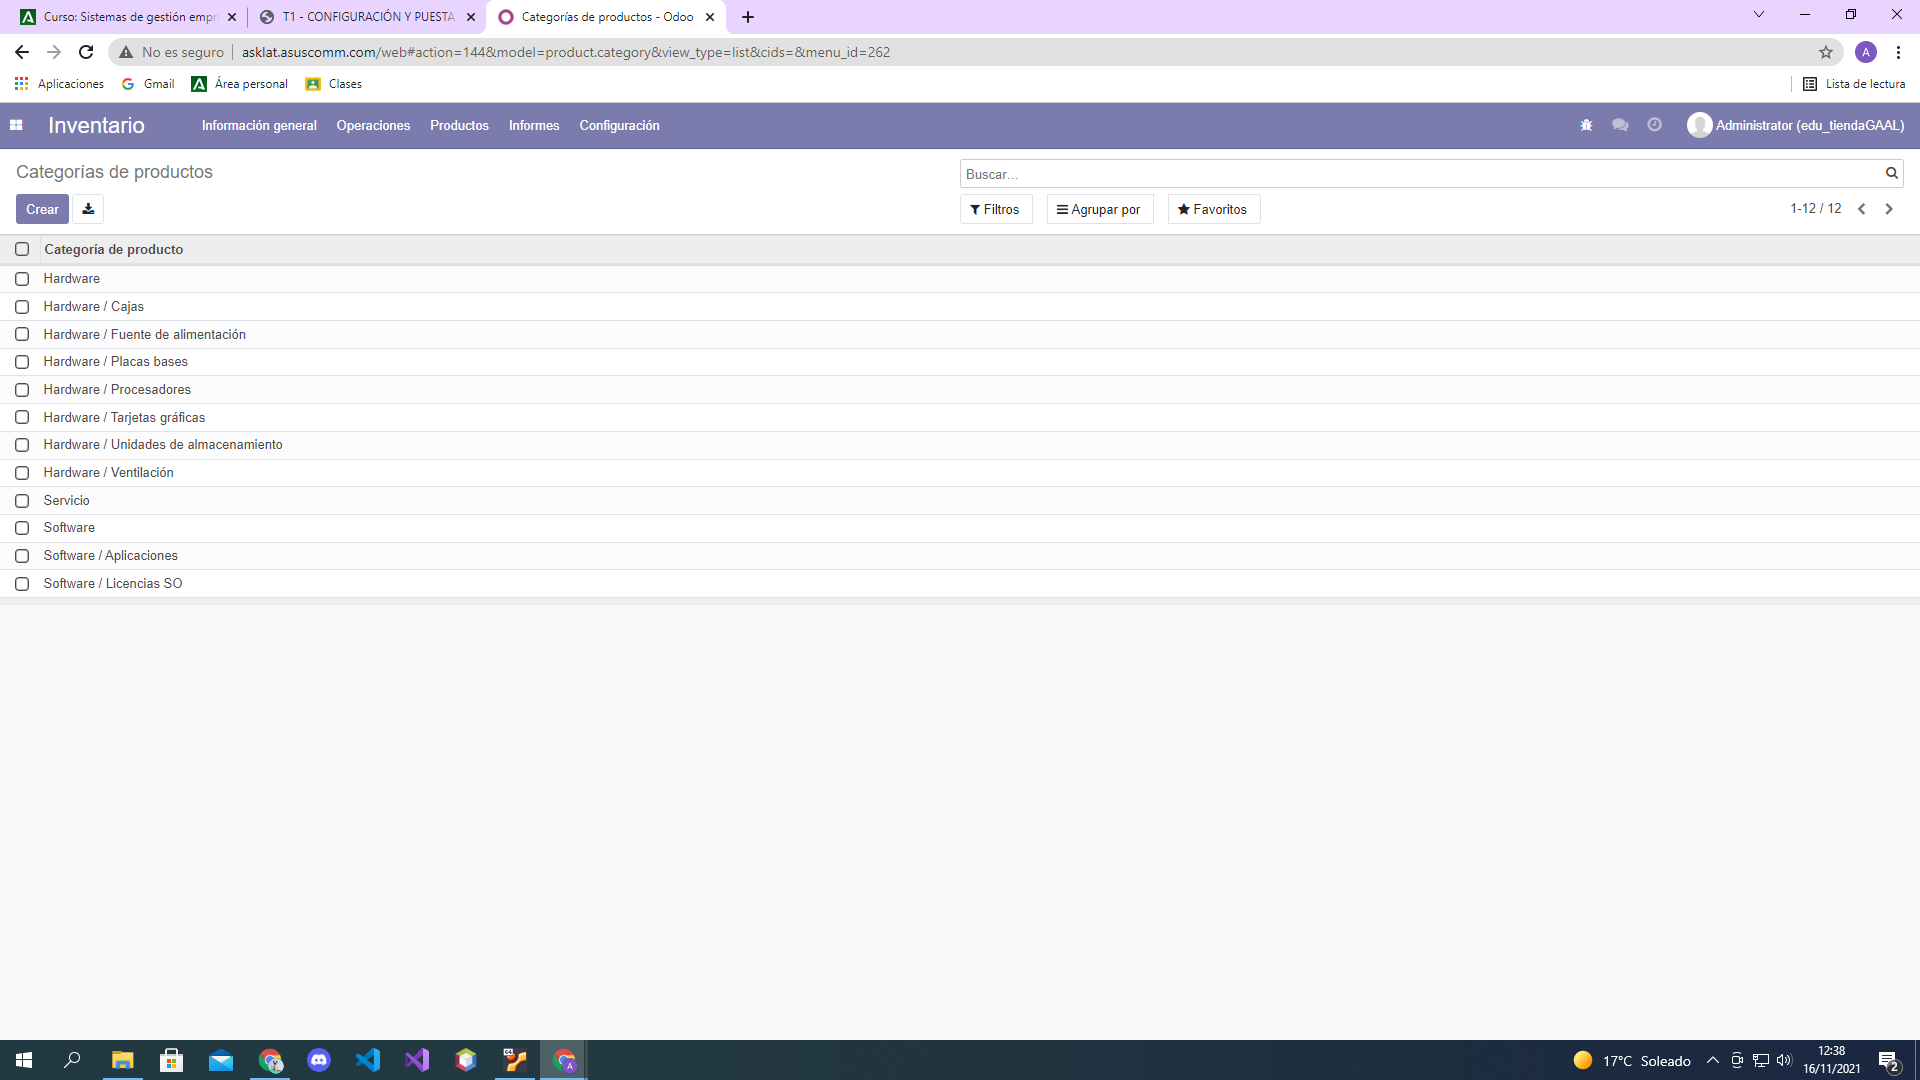 Curso: Sistemas de gestión empr
T1 - CONFIGURACIÓN Y PUESTA
Categorías de productos - Odoo
No es seguro
asklat.asuscomm.com/web#action=144&model=product.category&view_type=list&cids=&menu_id=262
A
Aplicaciones
Gmail
Área personal
Clases
Lista de lectura
Inventario
Información general
Operaciones
Productos
Informes
Configuración
Administrator (edu_tiendaGAAL)
Categorías de productos
Buscar...
Crear
Filtros
Agrupar por
Favoritos
1-12 / 12
Categoría de producto
Hardware
Hardware / Cajas
Hardware / Fuente de alimentación
Hardware / Placas bases
Hardware / Procesadores
Hardware / Tarjetas gráficas
Hardware / Unidades de almacenamiento
Hardware / Ventilación
Servicio
Software
Software / Aplicaciones
Software / Licencias SO
17°C Soleado
12:38
16/11/2021
2